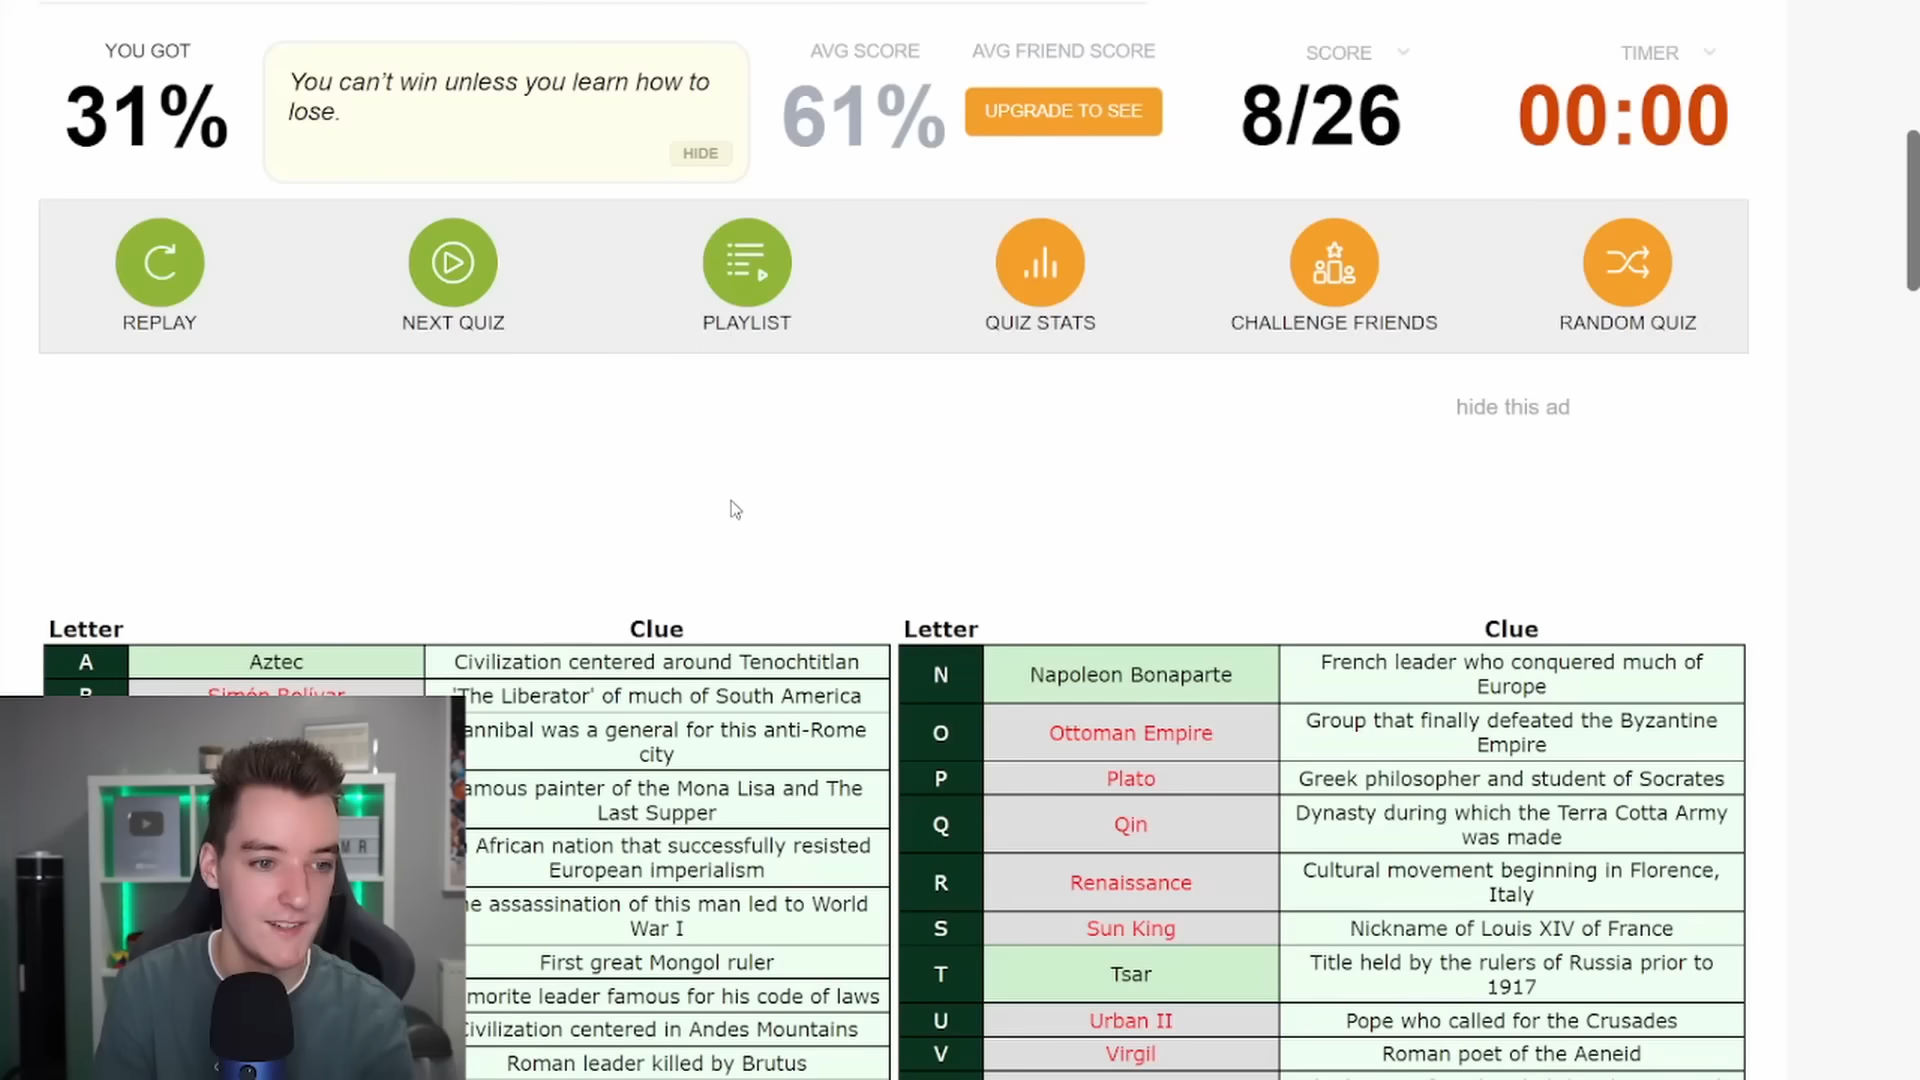 YOU GOT
31%
You can't win unless you learn how to
lose.
HIDE
AVG SCORE
61%
AVG FRIEND SCORE
UPGRADE TO SEE
SCORE
8/26
TIMER
00:00
REPLAY
NEXT QUIZ
PLAYLIST
QUIZ STATS
CHALLENGE FRIENDS
RANDOM QUIZ
hide this ad
Letter
Clue
A
Aztec
Civilization centered around Tenochtitlan
B
Simón Bolívar
'The Liberator' of much of South America
annibal was a general for this anti-Rome
city
amous painter of the Mona Lisa and The
Last Supper
African nation that successfully resisted
European imperialism
e assassination of this man led to World
War I
First great Mongol ruler
morite leader famous for his code of laws
Civilization centered in Andes Mountains
Roman leader killed by Brutus
Letter
Clue
N
Napoleon Bonaparte
French leader who conquered much of
Europe
O
Ottoman Empire
Group that finally defeated the Byzantine
Empire
P
Plato
Greek philosopher and student of Socrates
Q
Qin
Dynasty during which the Terra Cotta Army
was made
R
Renaissance
Cultural movement beginning in Florence,
Italy
S
Sun King
Nickname of Louis XIV of France
T
Tsar
Title held by the rulers of Russia prior to
1917
U
Urban II
Pope who called for the Crusades
V
Virgil
Roman poet of the Aeneid